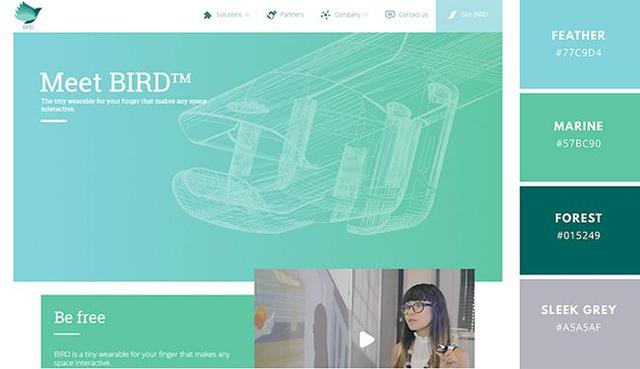 BIRD
Solutions
Partners
Company
Contact us
Get BIRD
Meet BIRD™
The tiny wearable for your finger that makes any space
interactive.
Be free
BIRD is a tiny wearable for your finger that makes any
space interactive.
FEATHER
#77C9D4
MARINE
#57BC90
FOREST
#015249
SLEEK GREY
#A5A5AF